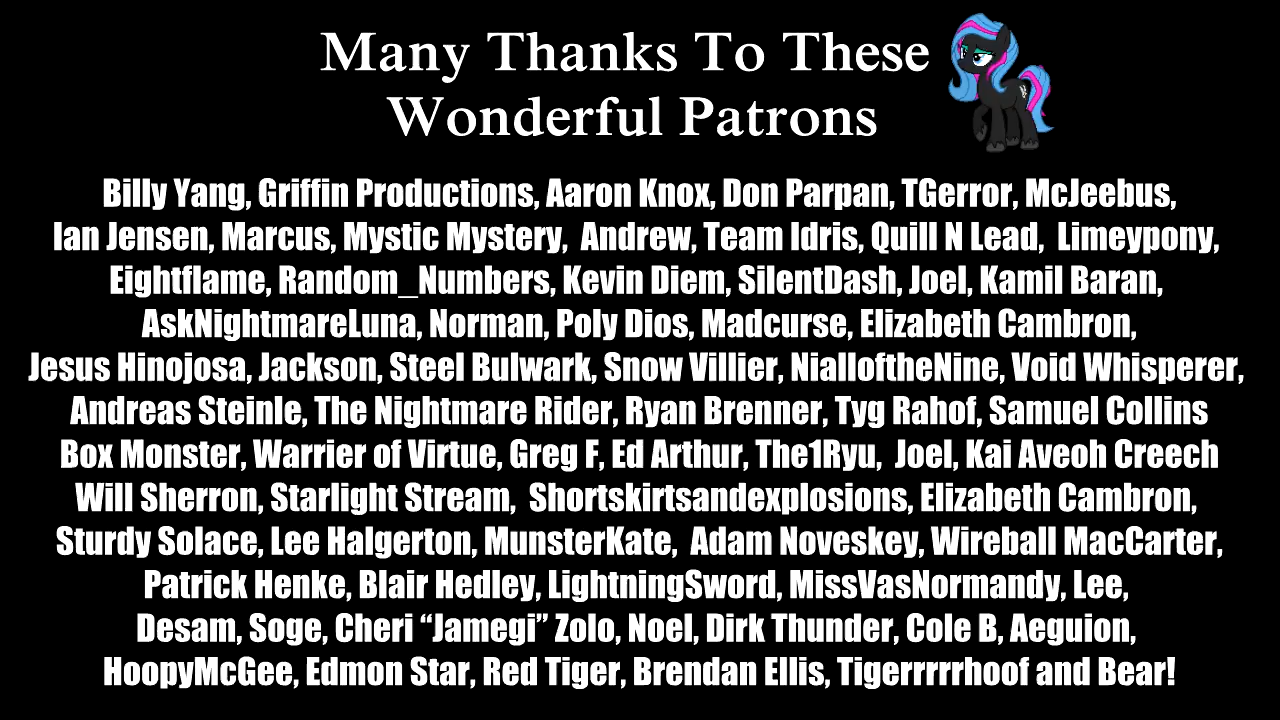 Many Thanks To These
Wonderful Patrons
Billy Yang, Griffin Productions, Aaron Knox, Don Parpan, TGerror, McJeebus,
Ian Jensen, Marcus, Mystic Mystery,  Andrew, Team Idris, Quill N Lead,  Limeypony,
Eightflame, Random_Numbers, Kevin Diem, SilentDash, Joel, Kamil Baran,
AskNightmareLuna, Norman, Poly Dios, Madcurse, Elizabeth Cambron,
Jesus Hinojosa, Jackson, Steel Bulwark, Snow Villier, NialloftheNine, Void Whisperer,
Andreas Steinle, The Nightmare Rider, Ryan Brenner, Tyg Rahof, Samuel Collins
Box Monster, Warrier of Virtue, Greg F, Ed Arthur, The1Ryu,  Joel, Kai Aveoh Creech
Will Sherron, Starlight Stream,  Shortskirtsandexplosions, Elizabeth Cambron,
Sturdy Solace, Lee Halgerton, MunsterKate,  Adam Noveskey, Wireball MacCarter,
Patrick Henke, Blair Hedley, LightningSword, MissVasNormandy, Lee,
Desam, Soge, Cheri “Jamegi” Zolo, Noel, Dirk Thunder, Cole B, Aeguion,
HoopyMcGee, Edmon Star, Red Tiger, Brendan Ellis, Tigerrrrrhoof and Bear!